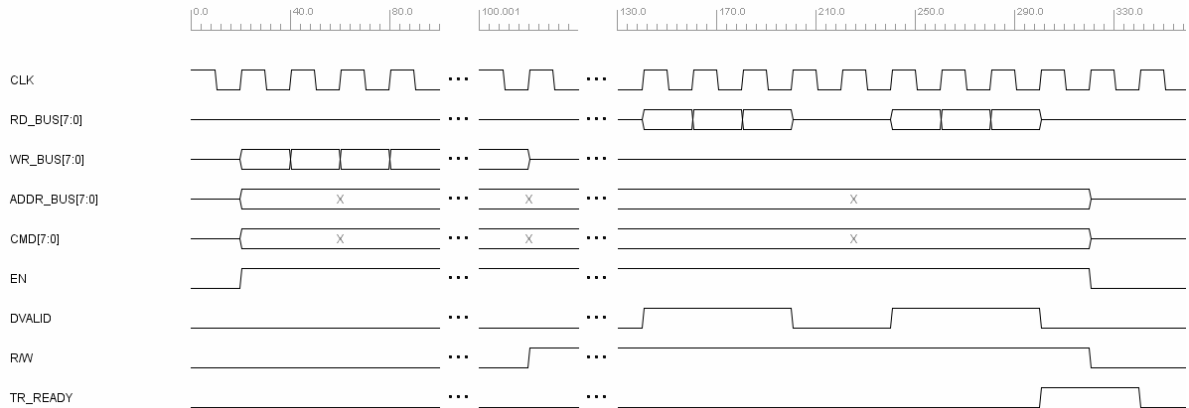 0.0 40.0 80.0 100.001 130.0 170.0 210.0 250.0 290.0 330.0
CLK
RD_BUS[7:0]
WR_BUS[7:0]
ADDR_BUS[7:0] X X X
CMD[7:0] X X X
EN
DVALID
R/W
TR_READY